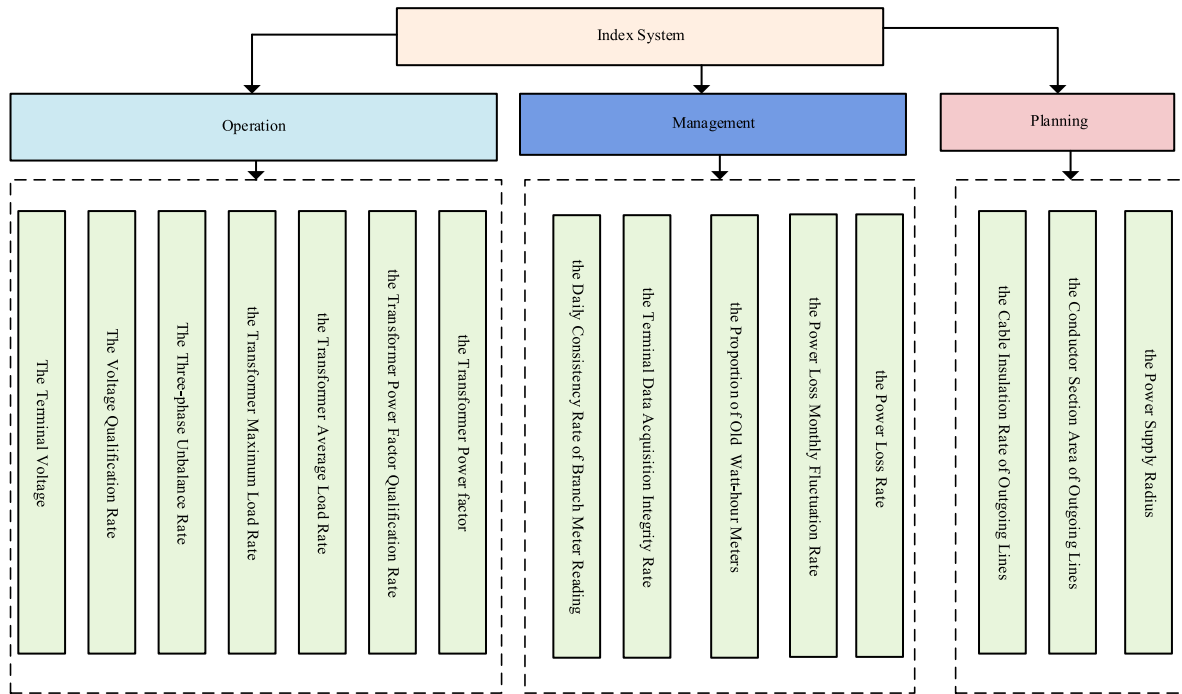 Index System
Operation
Management
Planning
The Terminal Voltage
The Voltage Qualification Rate
The Three-phase Unbalance Rate
the Transformer Maximum Load Rate
the Transformer Average Load Rate
the Transformer Power Factor Qualification Rate
the Transformer Power factor
the Daily Consistency Rate of Branch Meter Reading
the Terminal Data Acquisition Integrity Rate
the Proportion of Old Watt-hour Meters
the Power Loss Monthly Fluctuation Rate
the Power Loss Rate
the Cable Insulation Rate of Outgoing Lines
the Conductor Section Area of Outgoing Lines
the Power Supply Radius